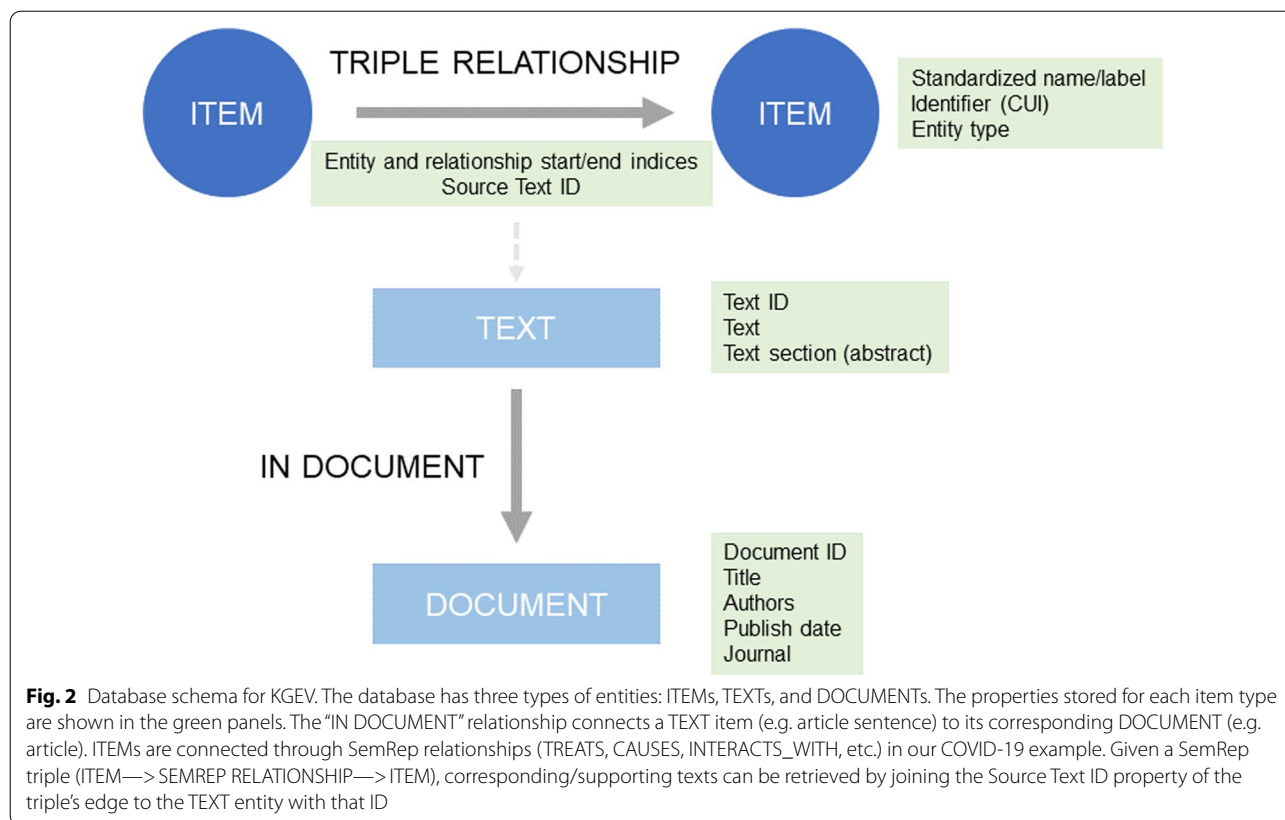 TRIPLE RELATIONSHIP
ITEM
ITEM
Standardized name/label
Identifier (CUI)
Entity type
Entity and relationship start/end indices
Source Text ID
TEXT
Text ID
Text
Text section (abstract)
IN DOCUMENT
DOCUMENT
Document ID
Title
Authors
Publish date
Journal
Fig. 2 Database schema for KGEV. The database has three types of entities: ITEMs, TEXTs, and DOCUMENTs. The properties stored for each item type
are shown in the green panels. The “IN DOCUMENT” relationship connects a TEXT item (e.g. article sentence) to its corresponding DOCUMENT (e.g.
article). ITEMs are connected through SemRep relationships (TREATS, CAUSES, INTERACTS_WITH, etc.) in our COVID-19 example. Given a SemRep
triple (ITEM—> SEMREP RELATIONSHIP—> ITEM), corresponding/supporting texts can be retrieved by joining the Source Text ID property of the
triple’s edge to the TEXT entity with that ID